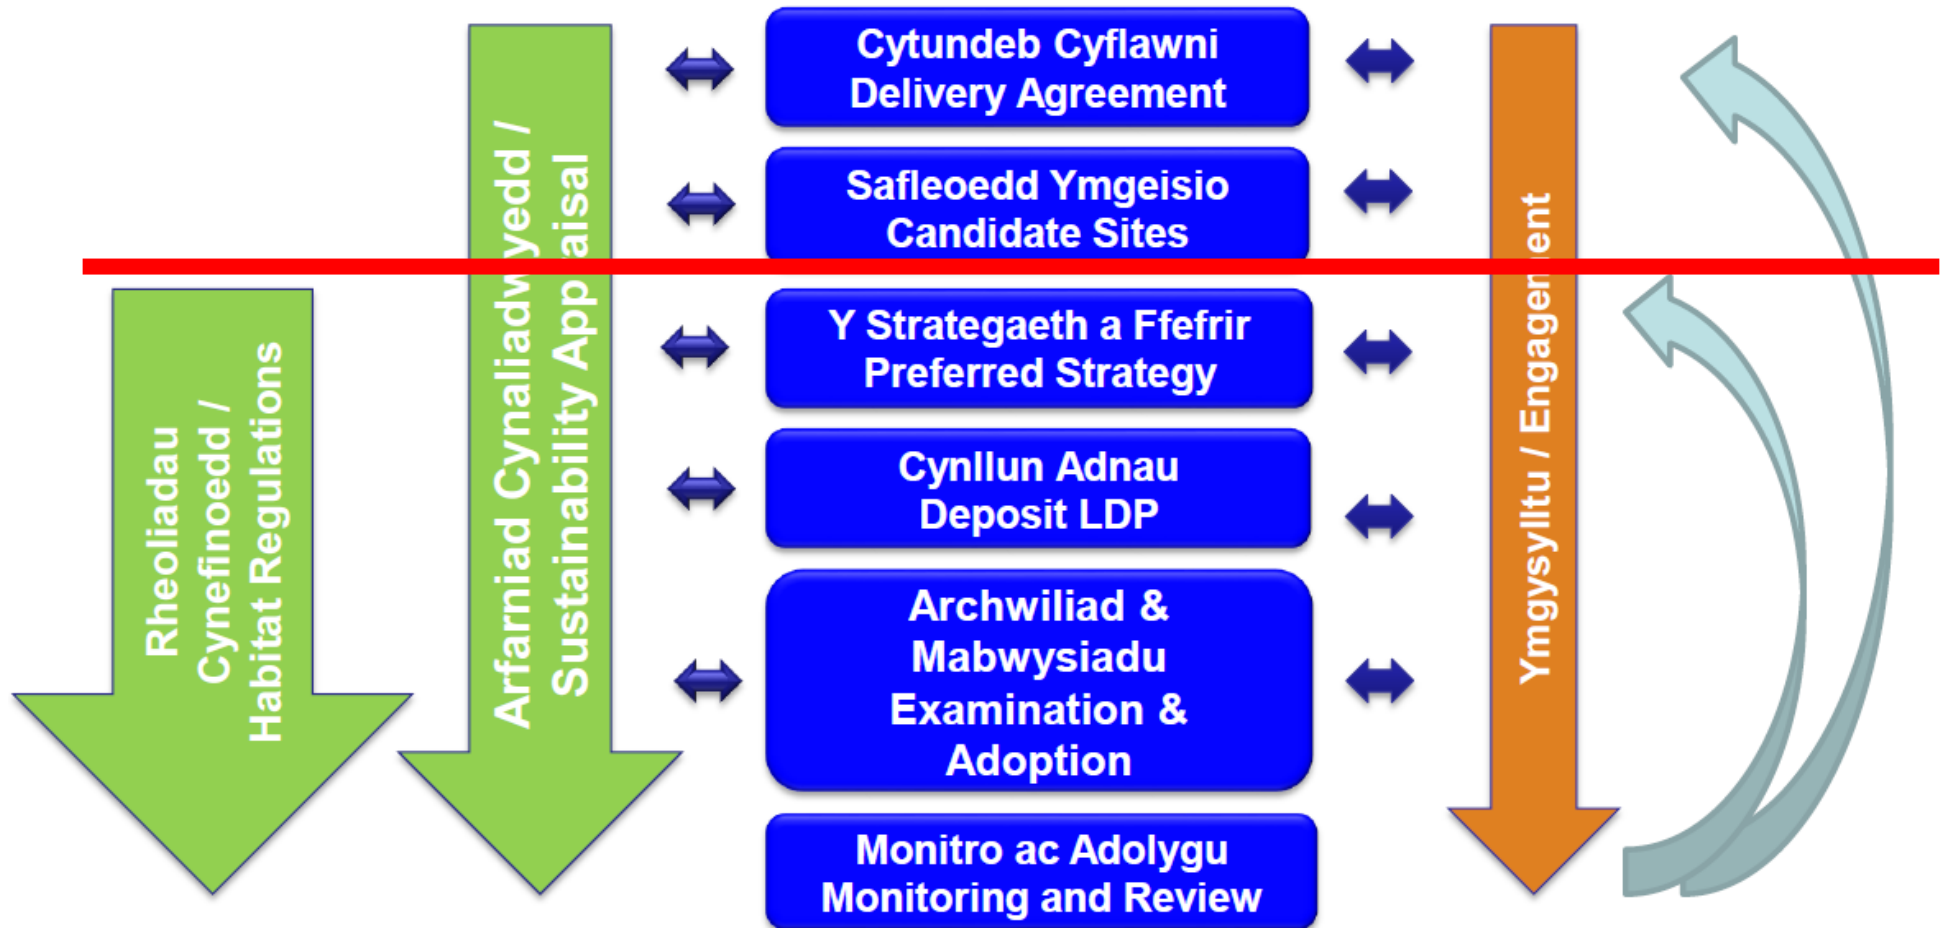 Cytundeb Cyflawni
Delivery Agreement
Safleoedd Ymgeisio
Candidate Sites
Y Strategaeth a Ffefrir
Preferred Strategy
Cynllun Adnau
Deposit LDP
Archwiliad &
Mabwysiadu
Examination &
Adoption
Monitro ac Adolygu
Monitoring and Review
Rheoliadau
Cynefinoedd /
Habitat Regulations
Arfarniad Cynaliadwyedd /
Sustainability Appraisal
Ymgysylltu / Engagement